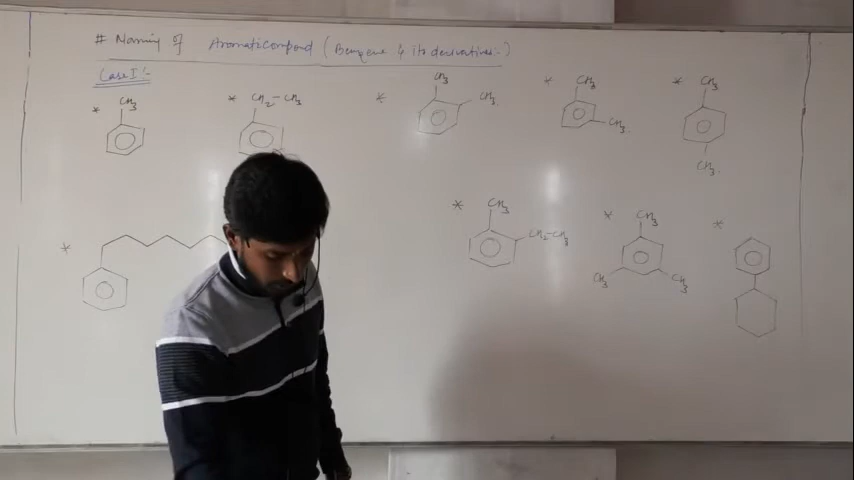 # Naming of Aromatic compond ( Benzene & its derivatives :- )
Case I :-
* CH3
* CH2-CH3
* CH3 CH3
* CH3 CH3
* CH3 CH3
*
* CH3 CH2-CH3
* CH3 CH3 CH3
*